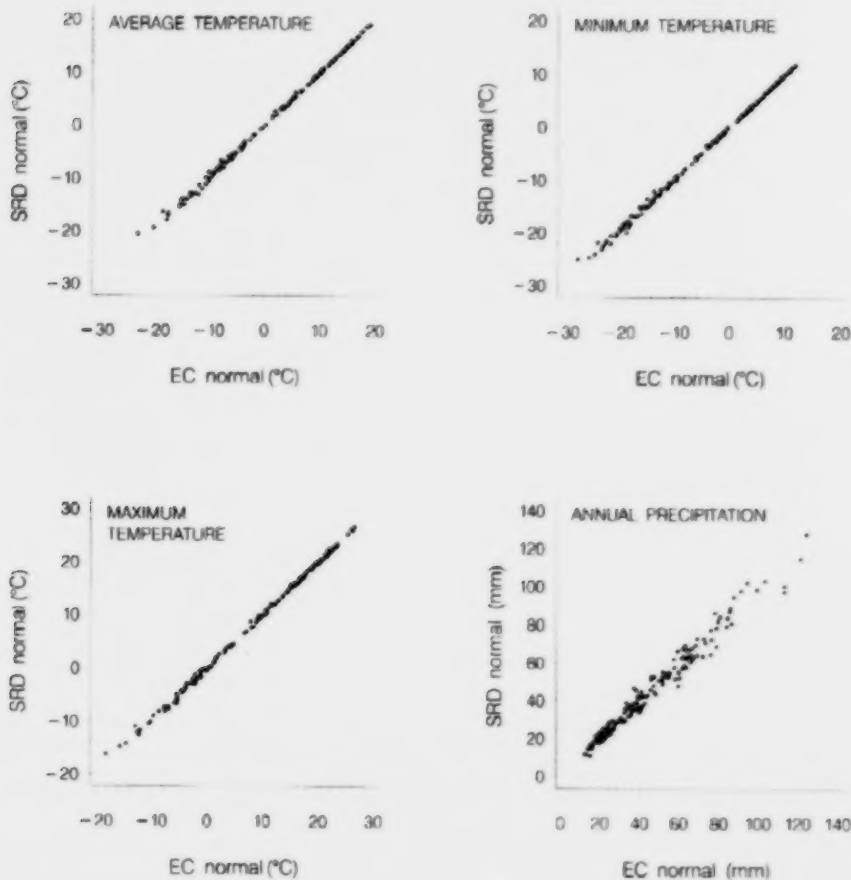 AVERAGE TEMPERATURE
SRD normal (°C)
20
10
0
−10
−20
−30
−30 −20 −10 0 10 20
EC normal (°C)
MINIMUM TEMPERATURE
SRD normal (°C)
20
10
0
−10
−20
−30
−30 −20 −10 0 10 20
EC normal (°C)
MAXIMUM
TEMPERATURE
SRD normal (°C)
30
20
10
0
−10
−20
−20 −10 0 10 20 30
EC normal (°C)
ANNUAL PRECIPITATION
SRD normal (mm)
140
120
100
80
60
40
20
0
0 20 40 60 80 100 120 140
EC normal (mm)